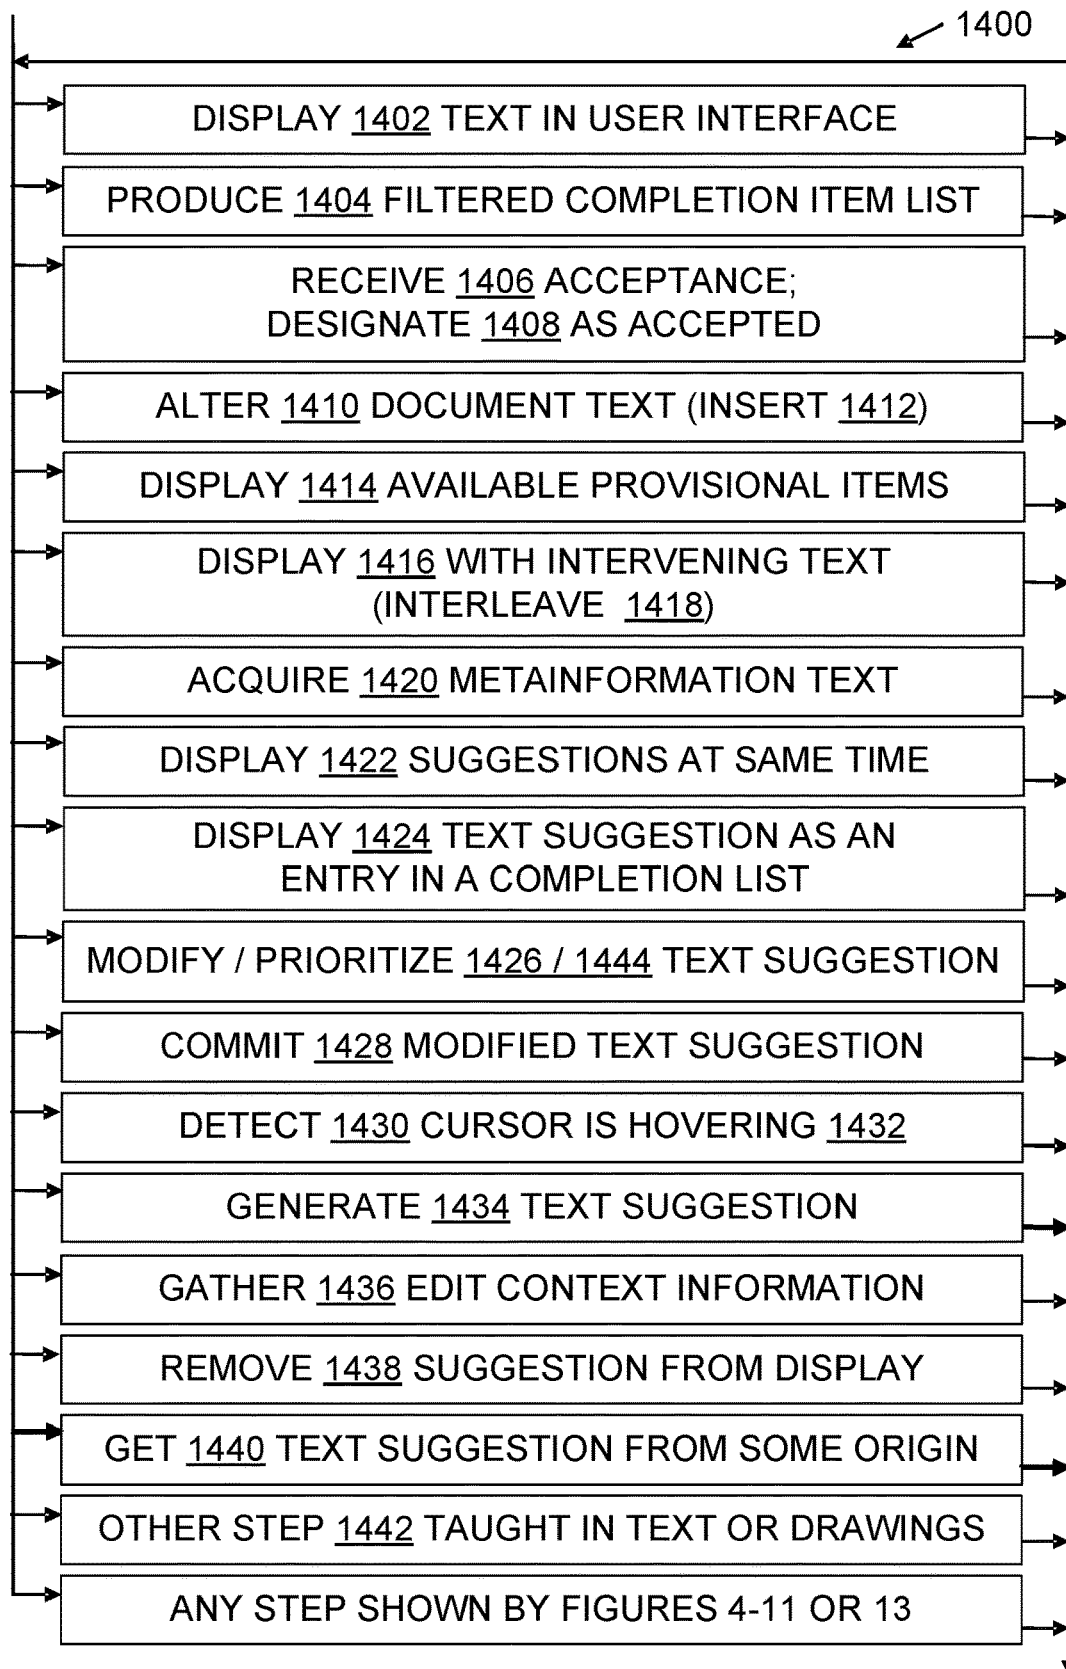 1400
DISPLAY 1402 TEXT IN USER INTERFACE
PRODUCE 1404 FILTERED COMPLETION ITEM LIST
RECEIVE 1406 ACCEPTANCE;
DESIGNATE 1408 AS ACCEPTED
ALTER 1410 DOCUMENT TEXT (INSERT 1412)
DISPLAY 1414 AVAILABLE PROVISIONAL ITEMS
DISPLAY 1416 WITH INTERVENING TEXT
(INTERLEAVE 1418)
ACQUIRE 1420 METAINFORMATION TEXT
DISPLAY 1422 SUGGESTIONS AT SAME TIME
DISPLAY 1424 TEXT SUGGESTION AS AN
ENTRY IN A COMPLETION LIST
MODIFY / PRIORITIZE 1426 / 1444 TEXT SUGGESTION
COMMIT 1428 MODIFIED TEXT SUGGESTION
DETECT 1430 CURSOR IS HOVERING 1432
GENERATE 1434 TEXT SUGGESTION
GATHER 1436 EDIT CONTEXT INFORMATION
REMOVE 1438 SUGGESTION FROM DISPLAY
GET 1440 TEXT SUGGESTION FROM SOME ORIGIN
OTHER STEP 1442 TAUGHT IN TEXT OR DRAWINGS
ANY STEP SHOWN BY FIGURES 4-11 OR 13